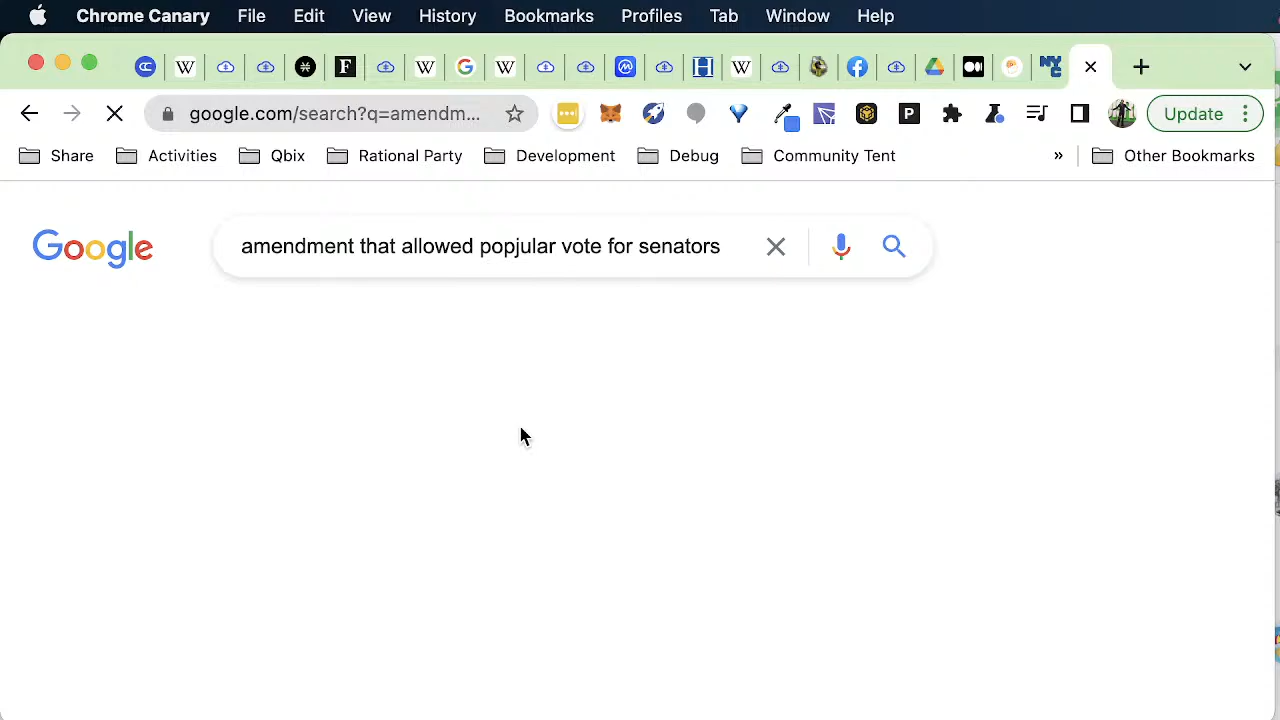 Chrome Canary File Edit View History Bookmarks Profiles Tab Window Help
google.com/search?q=amendm... Update
Share Activities Qbix Rational Party Development Debug Community Tent » Other Bookmarks
Google amendment that allowed popjular vote for senators